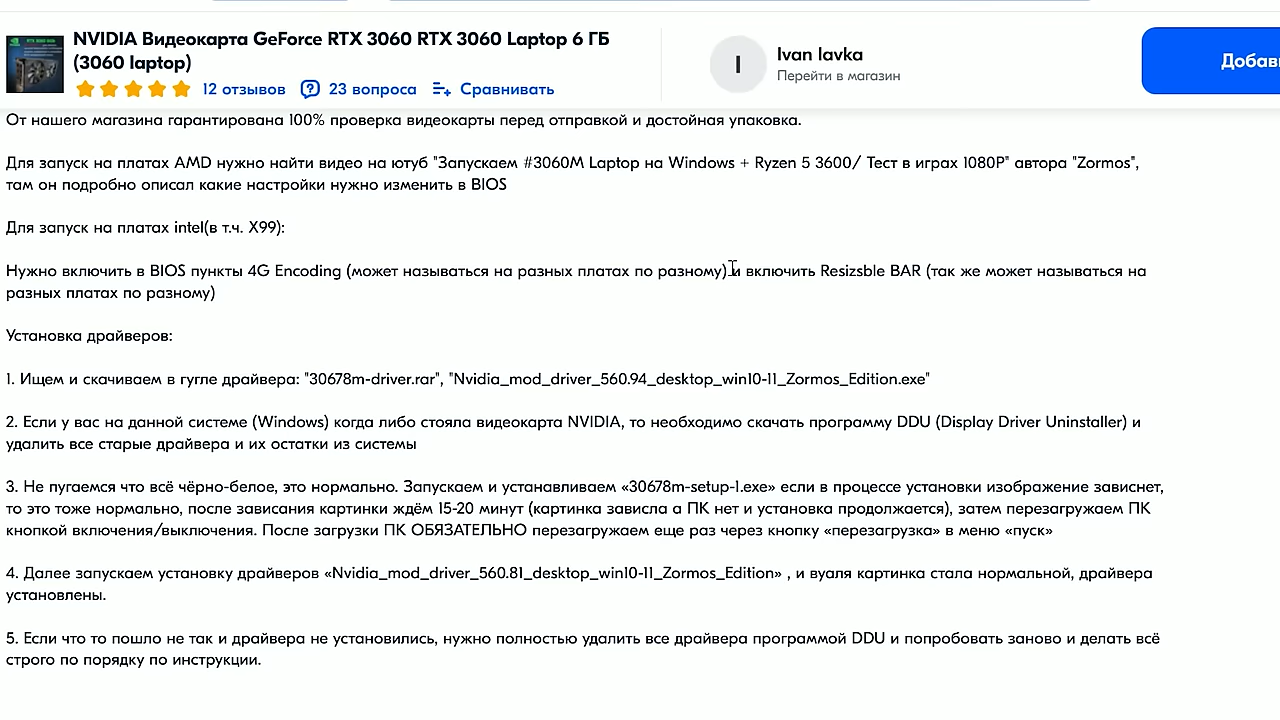 NVIDIA Видеокарта GeForce RTX 3060 RTX 3060 Laptop 6 ГБ
(3060 laptop)
12 отзывов 23 вопроса Сравнивать
I
Ivan lavka
Перейти в магазин
Добав
От нашего магазина гарантирована 100% проверка видеокарты перед отправкой и достойная упаковка.
Для запуск на платах AMD нужно найти видео на ютуб "Запускаем #3060M Laptop на Windows + Ryzen 5 3600/ Тест в играх 1080P" автора "Zormos",
там он подробно описал какие настройки нужно изменить в BIOS
Для запуск на платах intel(в т.ч. X99):
Нужно включить в BIOS пункты 4G Encoding (может называться на разных платах по разному) и включить Resizsble BAR (так же может называться на
разных платах по разному)
Установка драйверов:
1. Ищем и скачиваем в гугле драйвера: "30678m-driver.rar", "Nvidia_mod_driver_560.94_desktop_win10-11_Zormos_Edition.exe"
2. Если у вас на данной системе (Windows) когда либо стояла видеокарта NVIDIA, то необходимо скачать программу DDU (Display Driver Uninstaller) и
удалить все старые драйвера и их остатки из системы
3. Не пугаемся что всё чёрно-белое, это нормально. Запускаем и устанавливаем «30678m-setup-1.exe» если в процессе установки изображение зависнет,
то это тоже нормально, после зависания картинки ждём 15-20 минут (картинка зависла а ПК нет и установка продолжается), затем перезагружаем ПК
кнопкой включения/выключения. После загрузки ПК ОБЯЗАТЕЛЬНО перезагружаем еще раз через кнопку «перезагрузка» в меню «пуск»
4. Далее запускаем установку драйверов «Nvidia_mod_driver_560.81_desktop_win10-11_Zormos_Edition» , и вуаля картинка стала нормальной, драйвера
установлены.
5. Если что то пошло не так и драйвера не установились, нужно полностью удалить все драйвера программой DDU и попробовать заново и делать всё
строго по порядку по инструкции.